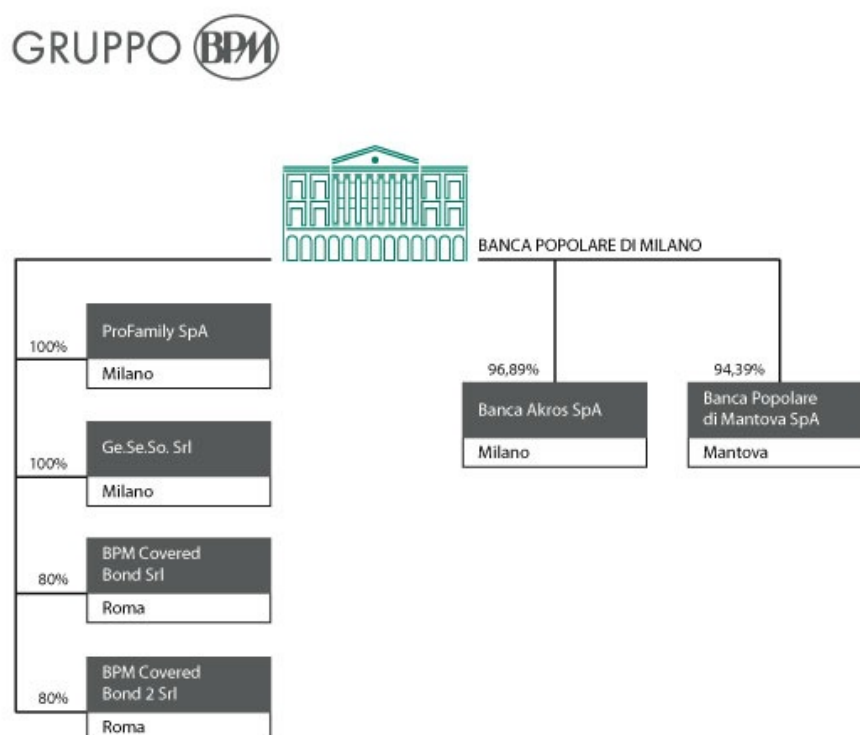 GRUPPO BPM
BANCA POPOLARE DI MILANO
100%
ProFamily SpA
Milano
100%
Ge.Se.So. Srl
Milano
80%
BPM Covered
Bond Srl
Roma
80%
BPM Covered
Bond 2 Srl
Roma
96,89%
Banca Akros SpA
Milano
94,39%
Banca Popolare
di Mantova SpA
Mantova